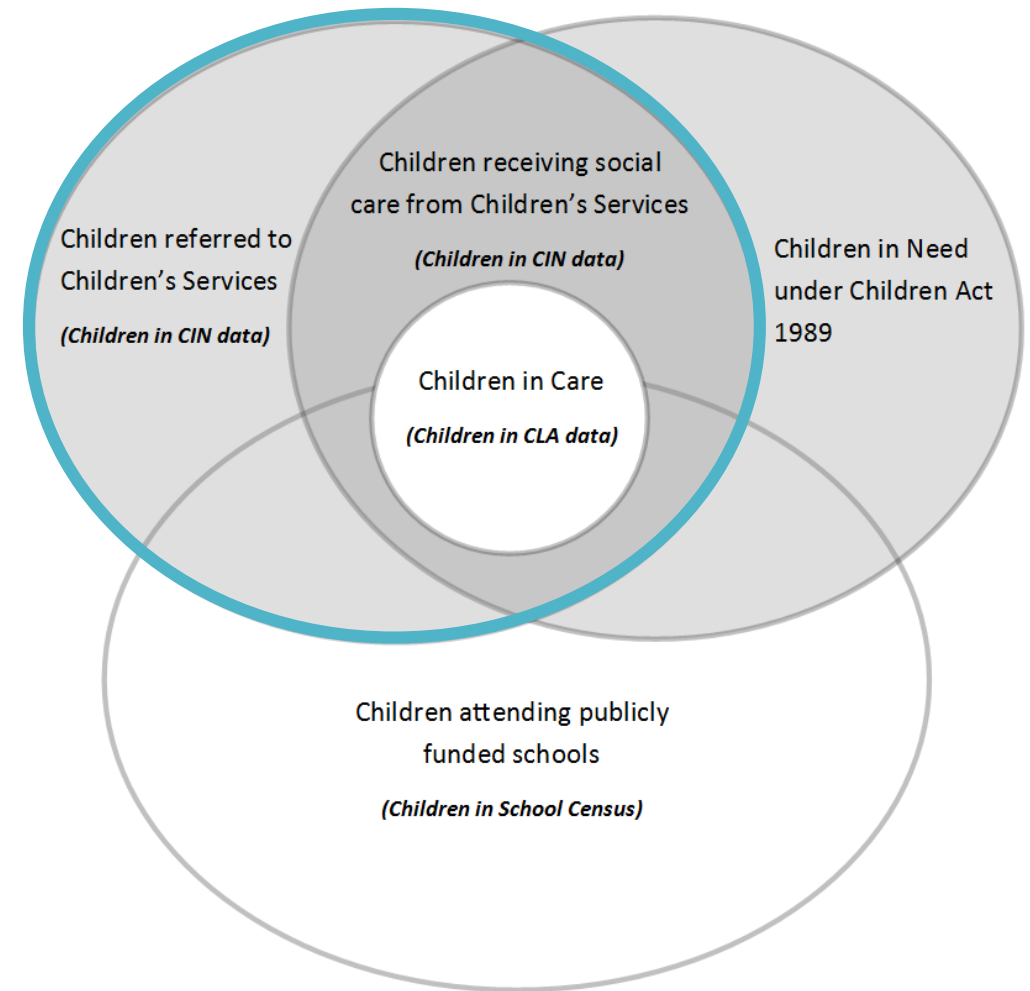 Children receiving social
care from Children's Services
(Children in CIN data)
Children referred to
Children's Services
(Children in CIN data)
Children in Need
under Children Act
1989
Children in Care
(Children in CLA data)
Children attending publicly
funded schools
(Children in School Census)